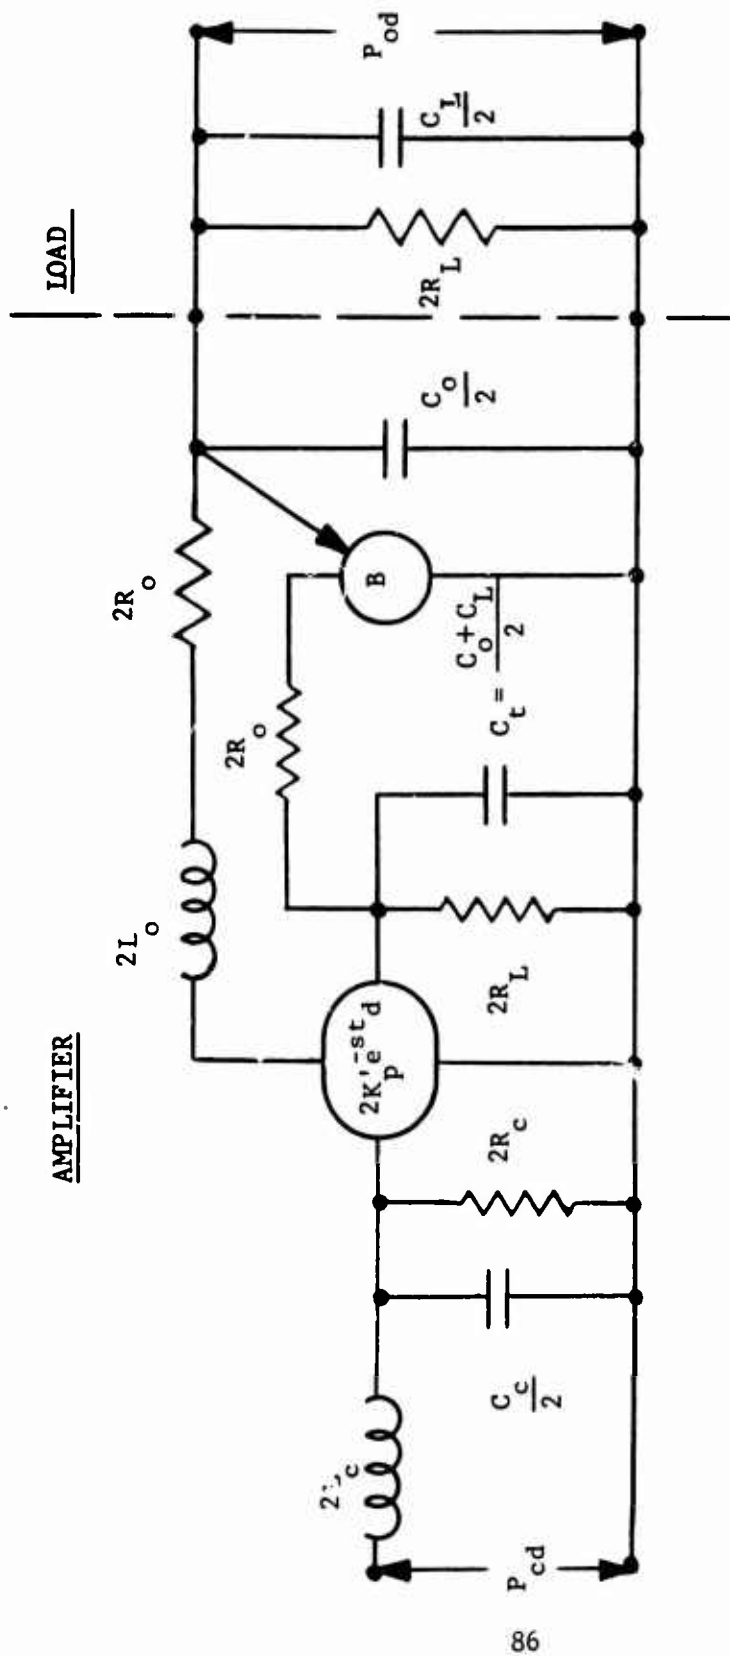 AMPLIFIER
LOAD
2L_o
2R_o
2R_o
2K'_p e^{-st_d}
B
P_cd
C_c/2
2R_c
2R_L
C_t = (C_o + C_L)/2
C_o/2
2R_L
C_L/2
P_od
86